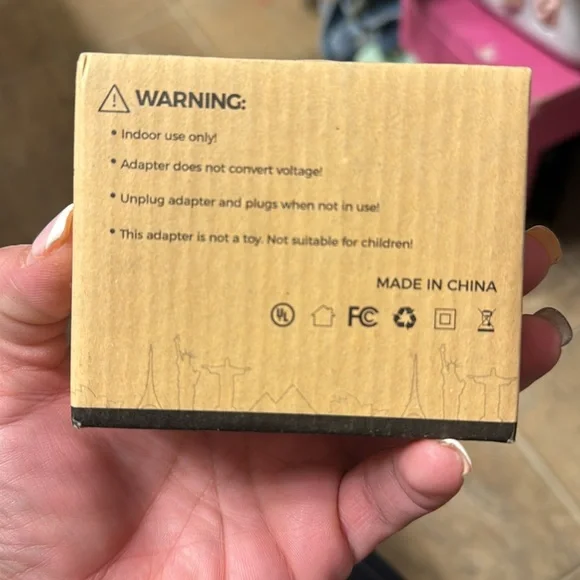 WARNING:
• Indoor use only!
• Adapter does not convert voltage!
• Unplug adapter and plugs when not in use!
• This adapter is not a toy. Not suitable for children!
MADE IN CHINA
UL FC